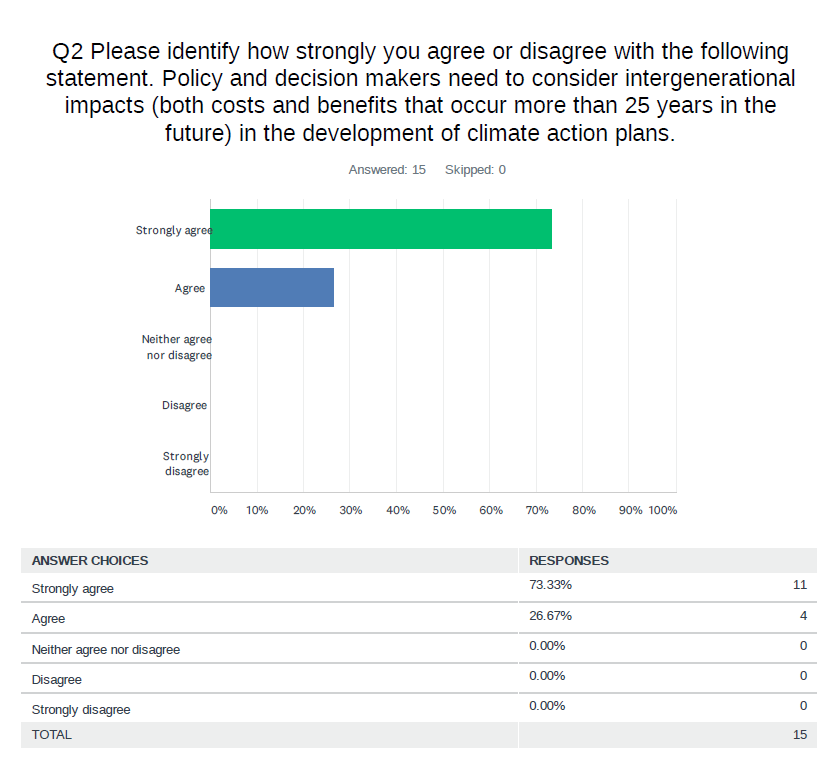 Q2 Please identify how strongly you agree or disagree with the following
statement. Policy and decision makers need to consider intergenerational
impacts (both costs and benefits that occur more than 25 years in the
future) in the development of climate action plans.
Answered: 15 Skipped: 0
Strongly agree
Agree
Neither agree
nor disagree
Disagree
Strongly
disagree
0% 10% 20% 30% 40% 50% 60% 70% 80% 90% 100%
ANSWER CHOICES RESPONSES
Strongly agree 73.33% 11
Agree 26.67% 4
Neither agree nor disagree 0.00% 0
Disagree 0.00% 0
Strongly disagree 0.00% 0
TOTAL 15